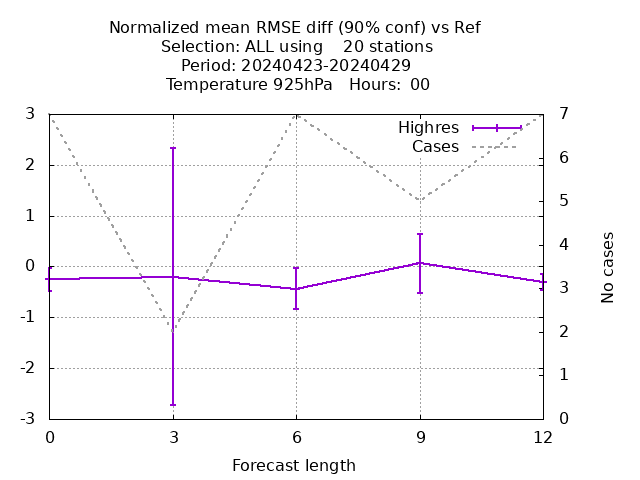 Normalized mean RMSE diff (90% conf) vs Ref
Selection: ALL using    20 stations
Period: 20240423-20240429
Temperature 925hPa   Hours:  00
Highres
Cases
3
2
1
0
-1
-2
-3
7
6
5
4
3
2
1
0
No cases
0 3 6 9 12
Forecast length